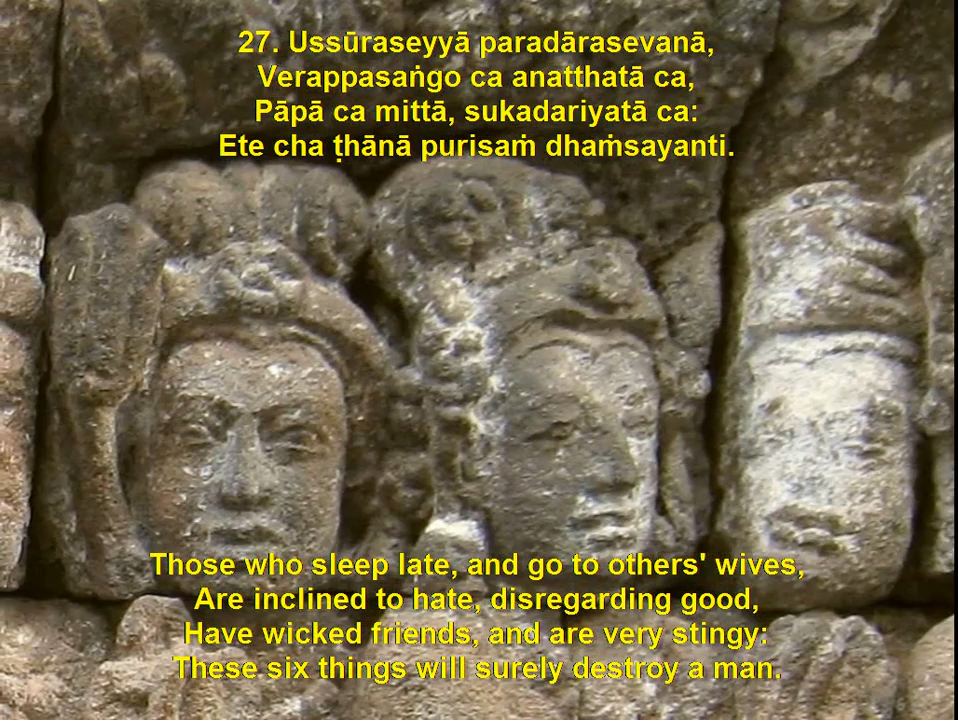 27. Ussūraseyyā paradārasevanā,
Verappasaṅgo ca anatthatā ca,
Pāpā ca mittā, sukadariyatā ca:
Ete cha ṭhānā purisaṁ dhaṁsayanti.
Those who sleep late, and go to others' wives,
Are inclined to hate, disregarding good,
Have wicked friends, and are very stingy:
These six things will surely destroy a man.